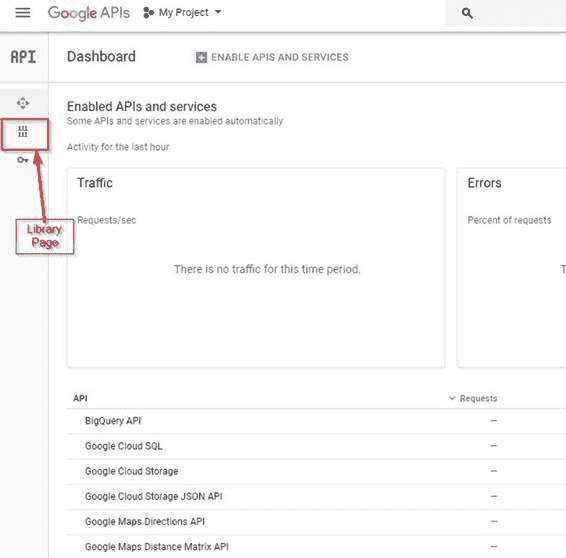 Google APIs My Project
API Dashboard ENABLE APIS AND SERVICES
Enabled APIs and services
Some APIs and services are enabled automatically
Activity for the last hour
Traffic
Requests/sec
There is no traffic for this time period.
Errors
Percent of requests
T
Library
Page
API Requests
BigQuery API –
Google Cloud SQL –
Google Cloud Storage –
Google Cloud Storage JSON API –
Google Maps Directions API –
Google Maps Distance Matrix API –